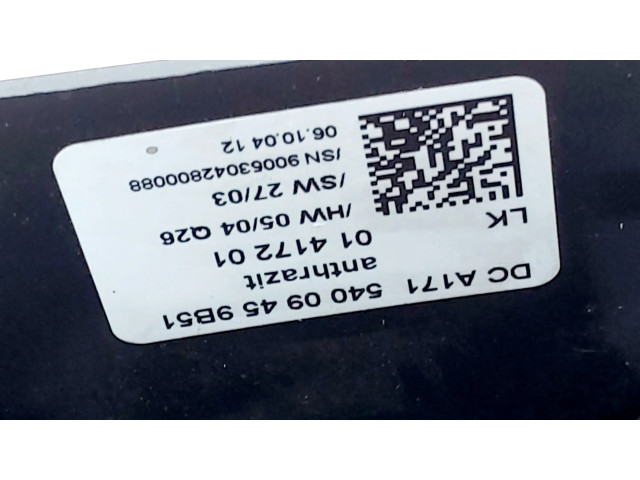 DC A171 540 09 45 9B51
anthrazit
01 4172 01
LK
/HW 05/04 Q26
/SW 27/03
/SN 90053042800088
06.10.04 12